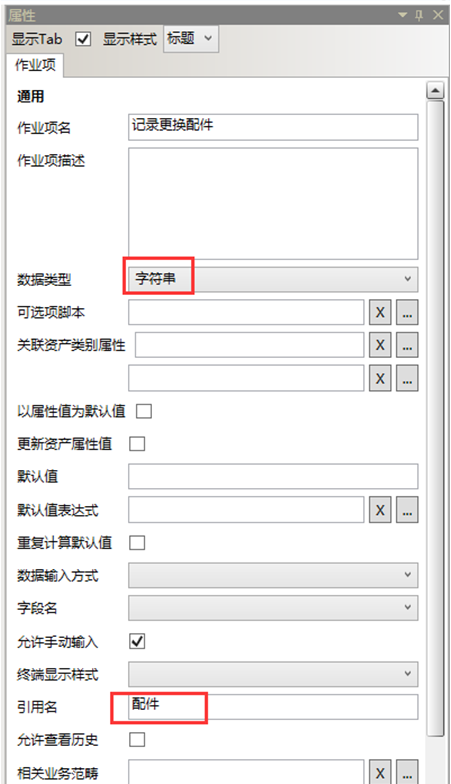 属性
显示Tab 显示样式 标题
作业项
通用
作业项名 记录更换配件
作业项描述
数据类型 字符串
可选项脚本 X ...
关联资产类别属性 X ...
X ...
以属性值为默认值
更新资产属性值
默认值
默认值表达式 X ...
重复计算默认值
数据输入方式
字段名
允许手动输入
终端显示样式
引用名 配件
允许查看历史
相关业务范畴 X ...